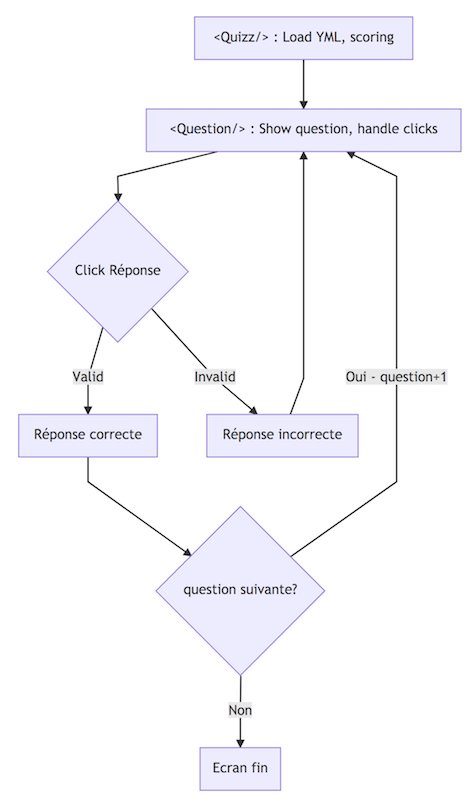 <Quizz/> : Load YML, scoring
<Question/> : Show question, handle clicks
Click Réponse
Valid
Invalid
Oui - question+1
Réponse correcte
Réponse incorrecte
question suivante?
Non
Ecran fin